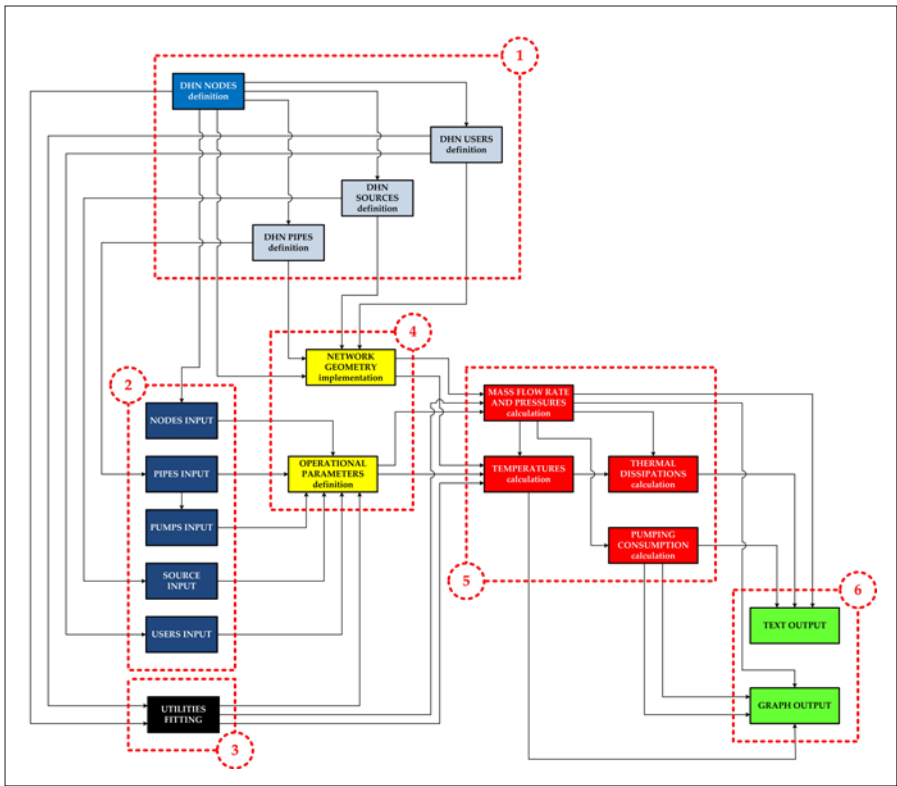 1
DHN NODES
definition
DHN USERS
definition
DHN
SOURCES
definition
DHN PIPES
definition
4
NETWORK
GEOMETRY
implementation
2
MASS FLOW RATE
AND PRESSURES
calculation
NODES INPUT
OPERATIONAL
PARAMETERS
definition
PIPES INPUT
TEMPERATURES
calculation
THERMAL
DISSIPATIONS
calculation
PUMPS INPUT
PUMPING
CONSUMPTION
calculation
SOURCE
INPUT
5
6
USERS INPUT
TEXT OUTPUT
UTILITIES
FITTING
GRAPH OUTPUT
3